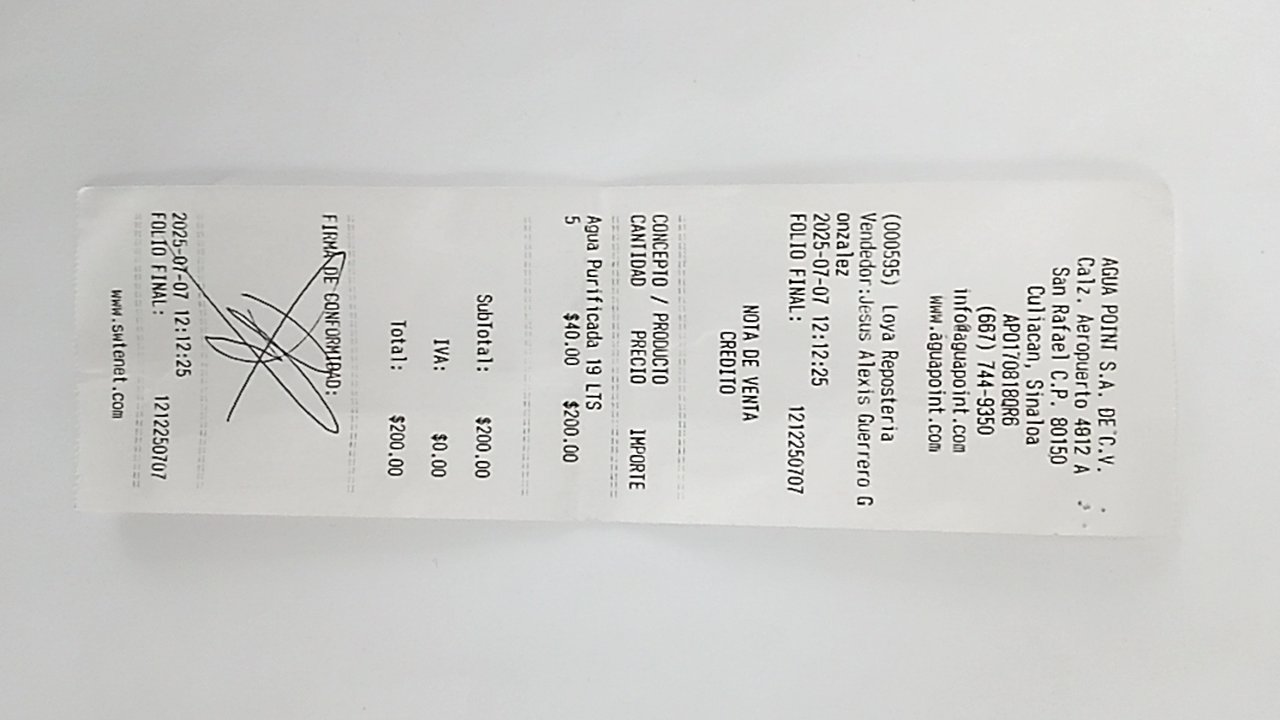 AGUA POINT S.A. DE C.V.
Calz. Aeropuerto 4812 A
San Rafael C.P. 80150
Culiacan, Sinaloa
APO170818QR6
(667) 744-9350
info@aguapoint.com
www.aguapoint.com
(000595) Loya Reposteria
Vendedor:Jesus Alexis Guerrero G
onzalez
2025-07-07 12:12:25
FOLIO FINAL: 1212250707
NOTA DE VENTA
CREDITO
CONCEPTO / PRODUCTO
CANTIDAD PRECIO IMPORTE
Agua Purificada 19 LTS
5 $40.00 $200.00
SubTotal: $200.00
IVA: $0.00
Total: $200.00
FIRMA DE CONFORMIDAD:
2025-07-07 12:12:25
FOLIO FINAL: 1212250707
www.swtenet.com